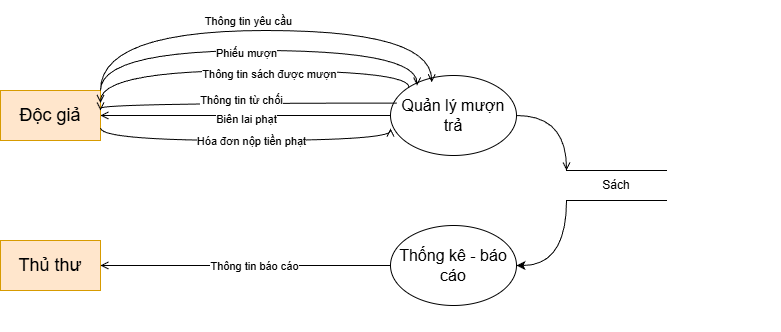 Thông tin yêu cầu
Phiếu mượn
Thông tin sách được mượn
Thông tin từ chối
Độc giả
Biên lai phạt
Quản lý mượn
trả
Hóa đơn nộp tiền phạt
Sách
Thủ thư
Thông tin báo cáo
Thống kê - báo
cáo